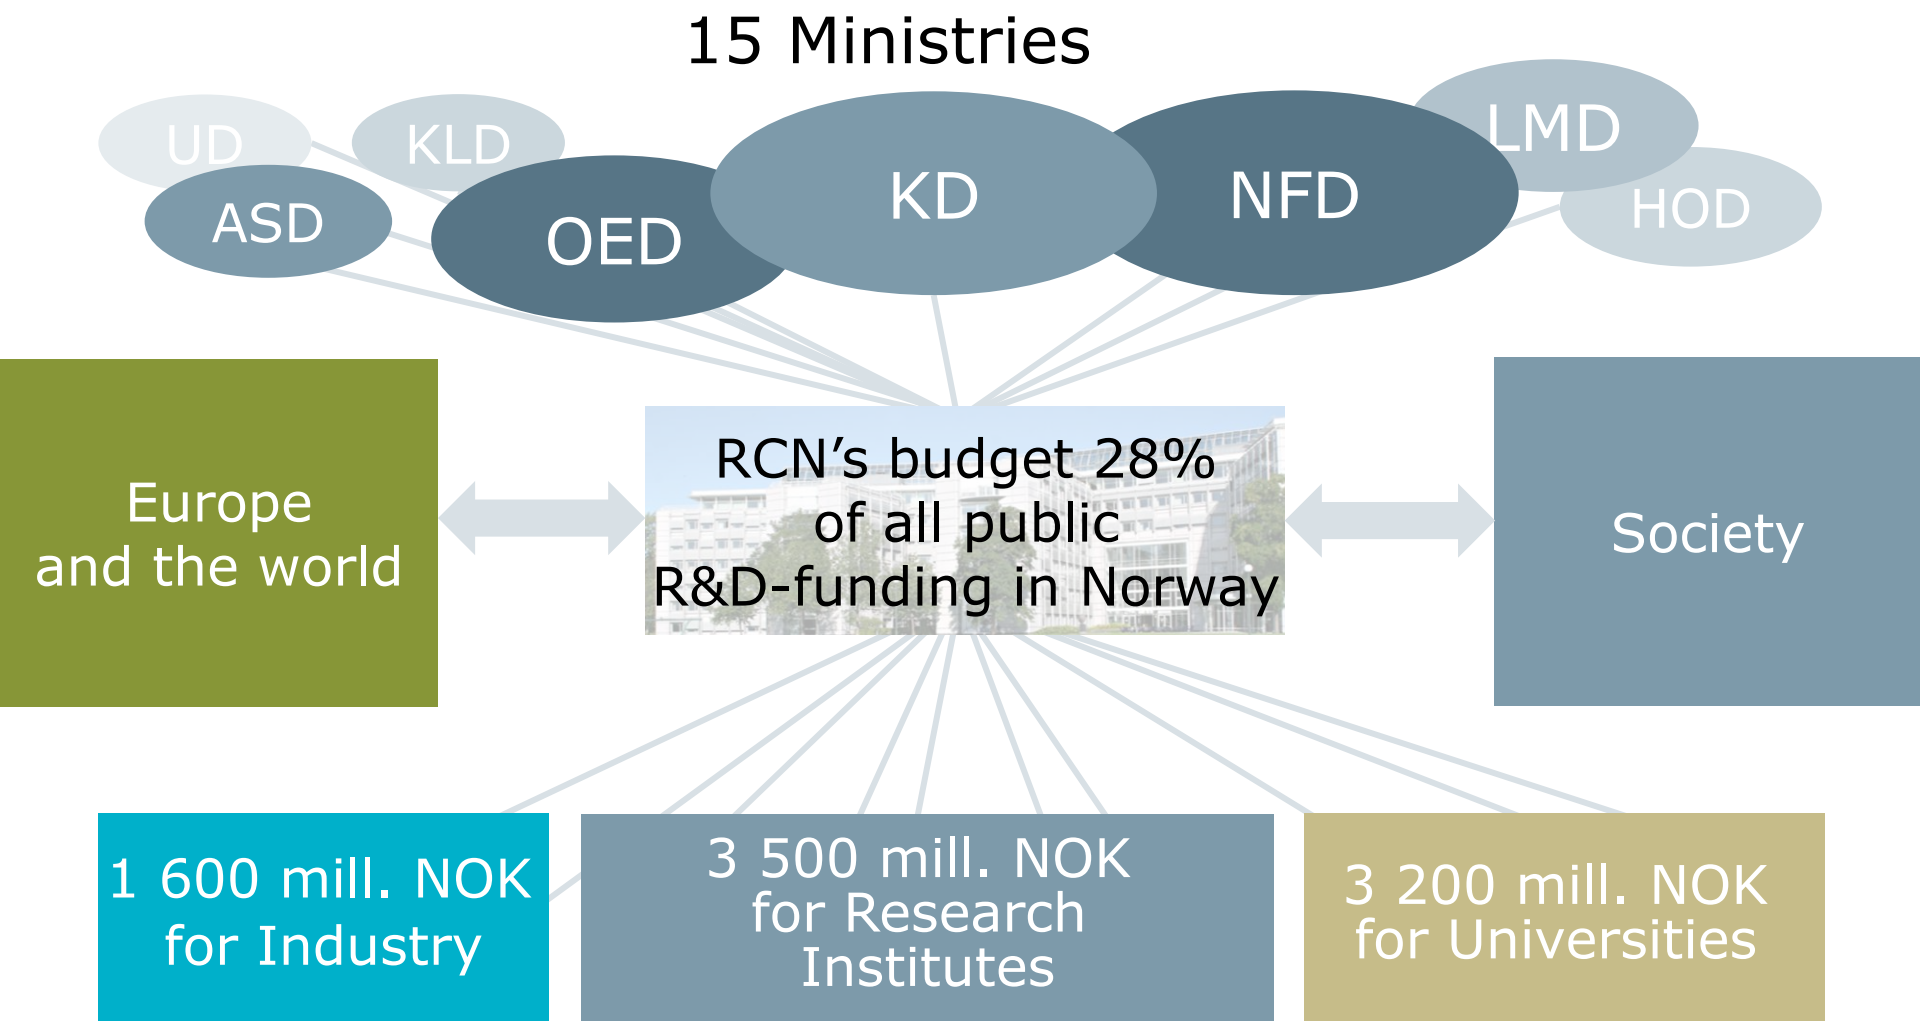 15 Ministries
UD
KLD
LMD
ASD
OED
KD
NFD
HOD
RCN’s budget 28%
of all public
R&D-funding in Norway
Europe
and the world
Society
1 600 mill. NOK
for Industry
3 500 mill. NOK
for Research
Institutes
3 200 mill. NOK
for Universities